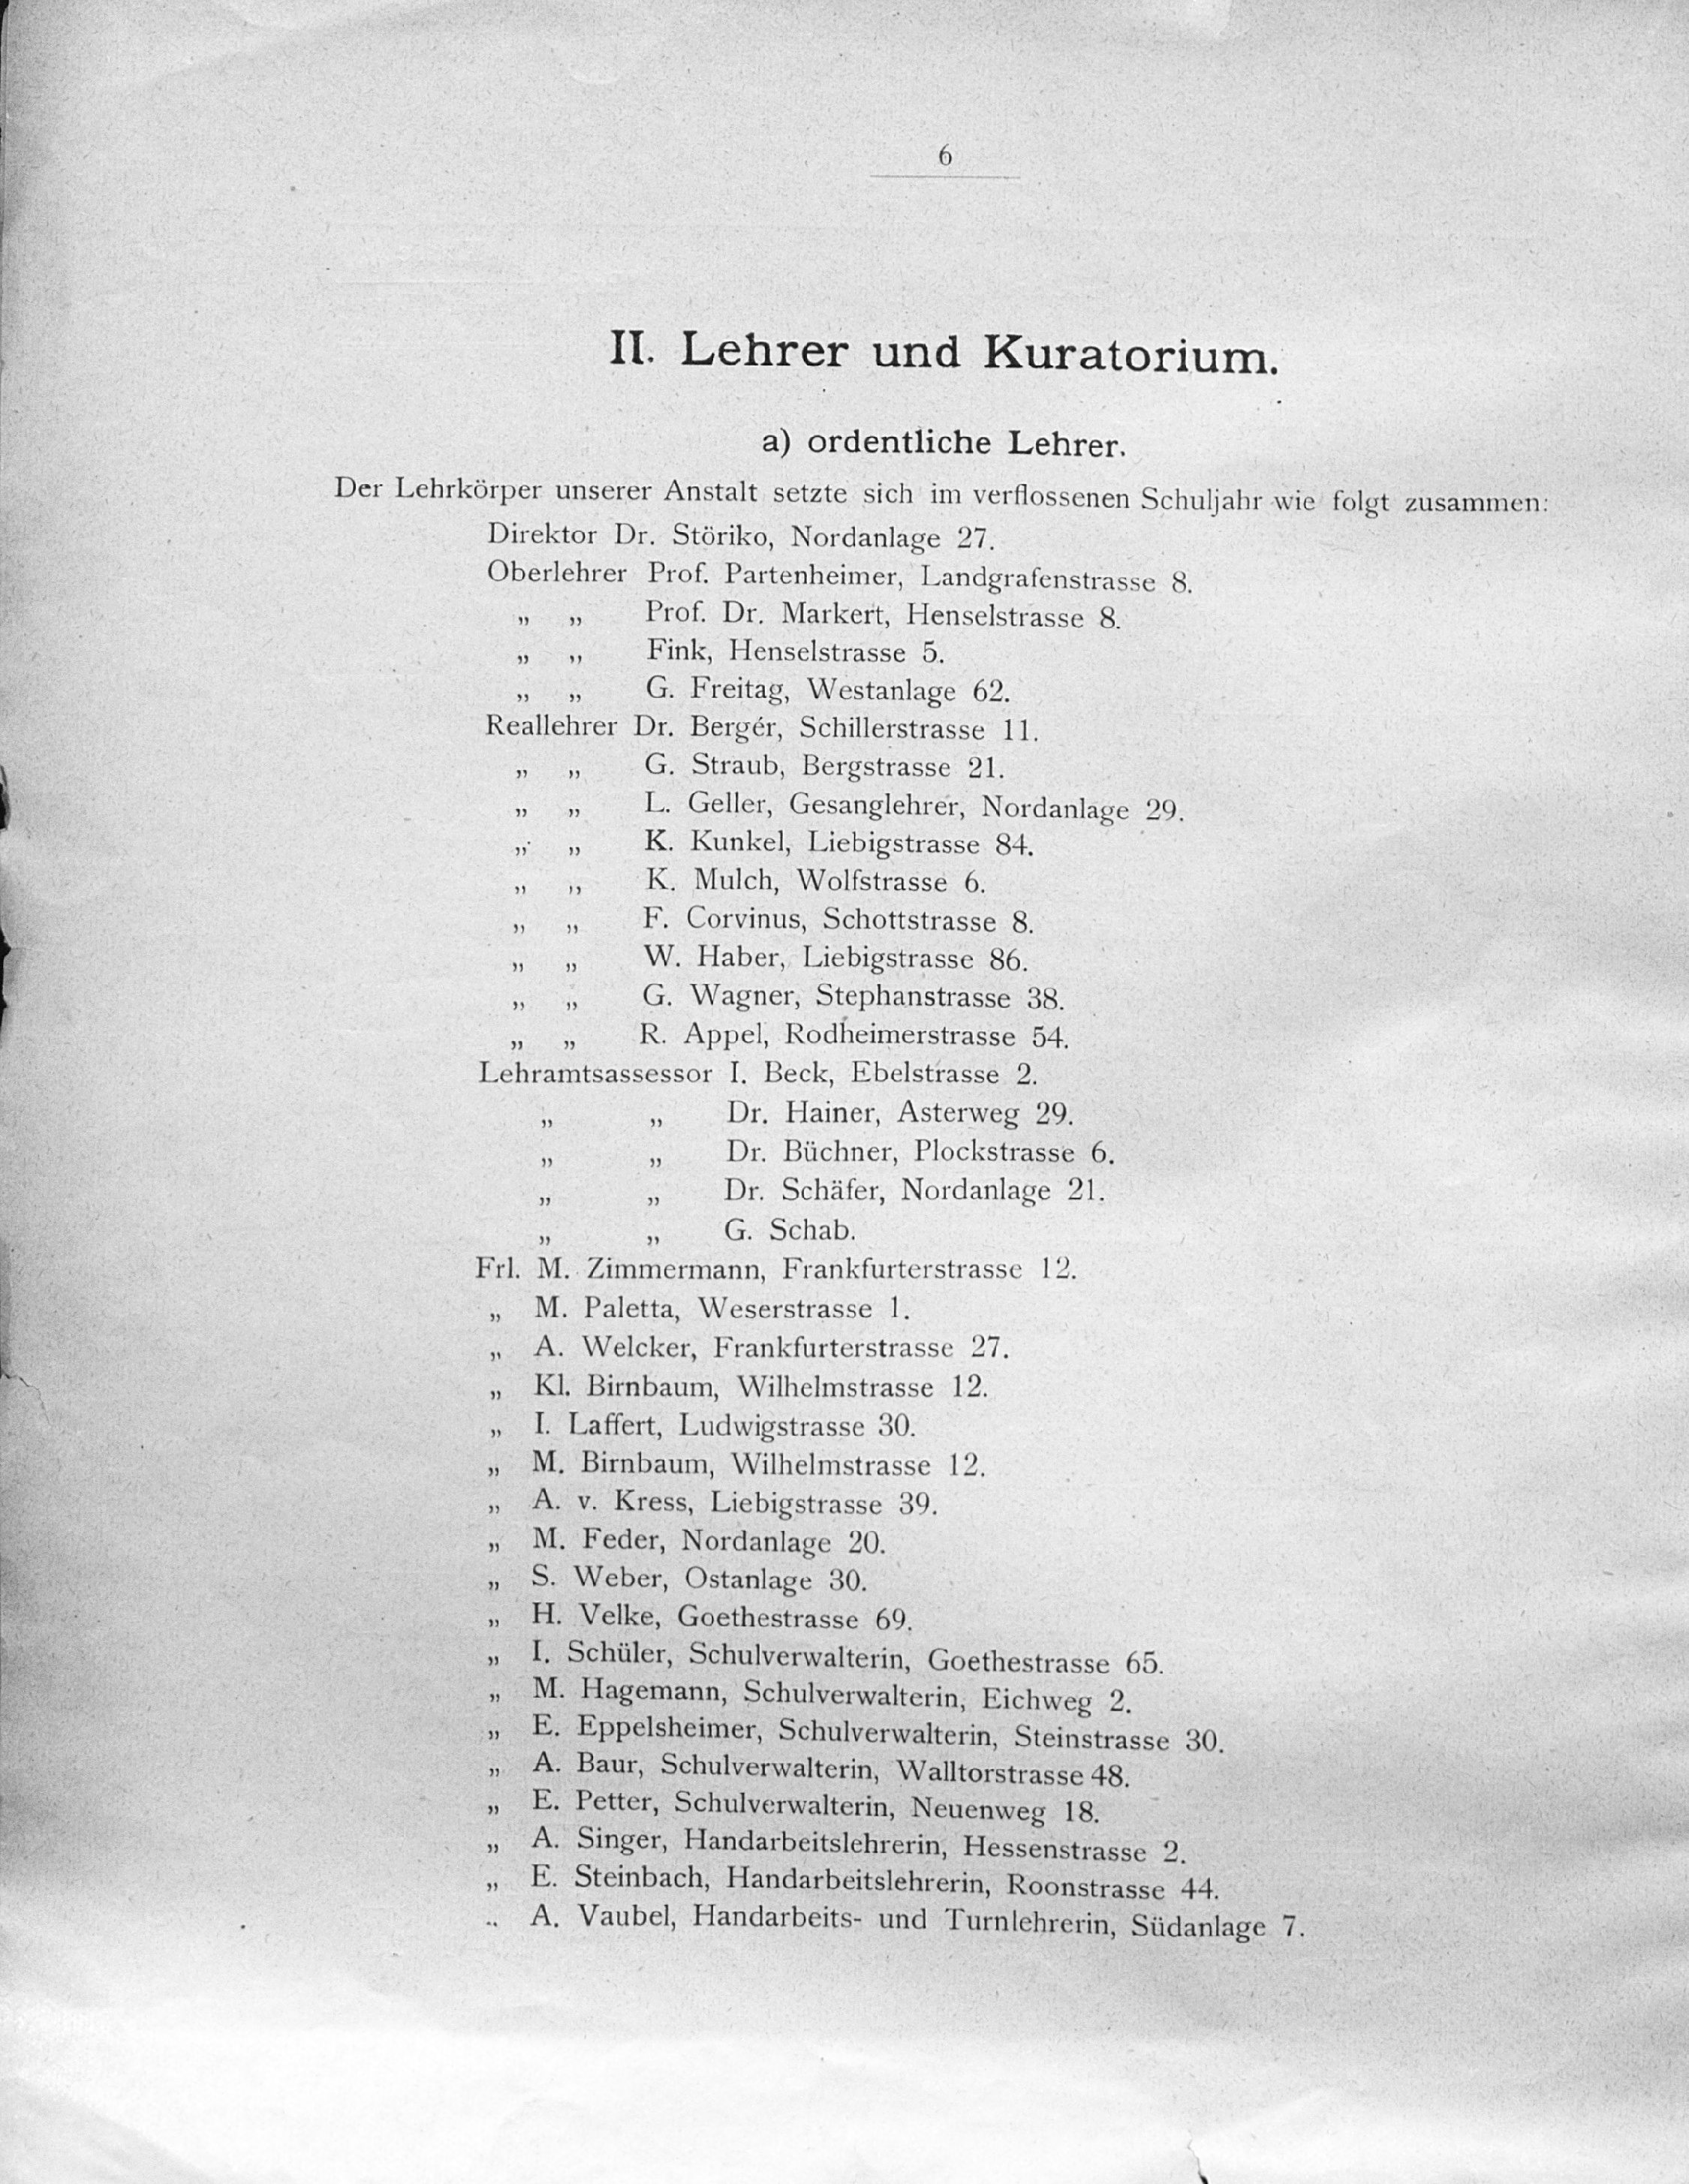 6
II. Lehrer und Kuratorium.
a) ordentliche Lehrer.
Der Lehrkörper unserer Anstalt setzte sich im verflossenen Schuljahr wie folgt zusammen:
Direktor Dr. Störiko, Nordanlage 27.
Oberlehrer Prof. Partenheimer, Landgrafenstrasse 8.
„ „ Prof. Dr. Markert, Henselstrasse 8.
„ „ Fink, Henselstrasse 5.
„ „ G. Freitag, Westanlage 62.
Reallehrer Dr. Bergér, Schillerstrasse 11.
„ „ G. Straub, Bergstrasse 21.
„ „ L. Geller, Gesanglehrer, Nordanlage 29.
„ „ K. Kunkel, Liebigstrasse 84.
„ „ K. Mulch, Wolfstrasse 6.
„ „ F. Corvinus, Schottstrasse 8.
„ „ W. Haber, Liebigstrasse 86.
„ „ G. Wagner, Stephanstrasse 38.
„ „ R. Appel, Rodheimerstrasse 54.
Lehramtsassessor I. Beck, Ebelstrasse 2.
„ „ Dr. Hainer, Asterweg 29.
„ „ Dr. Büchner, Plockstrasse 6.
„ „ Dr. Schäfer, Nordanlage 21.
„ „ G. Schab.
Frl. M. Zimmermann, Frankfurterstrasse 12.
„ M. Paletta, Weserstrasse 1.
„ A. Welcker, Frankfurterstrasse 27.
„ Kl. Birnbaum, Wilhelmstrasse 12.
„ I. Laffert, Ludwigstrasse 30.
„ M. Birnbaum, Wilhelmstrasse 12.
„ A. v. Kress, Liebigstrasse 39.
„ M. Feder, Nordanlage 20.
„ S. Weber, Ostanlage 30.
„ H. Velke, Goethestrasse 69.
„ I. Schüler, Schulverwalterin, Goethestrasse 65.
„ M. Hagemann, Schulverwalterin, Eichweg 2.
„ E. Eppelsheimer, Schulverwalterin, Steinstrasse 30.
„ A. Baur, Schulverwalterin, Walltorstrasse 48.
„ E. Petter, Schulverwalterin, Neuenweg 18.
„ A. Singer, Handarbeitslehrerin, Hessenstrasse 2.
„ E. Steinbach, Handarbeitslehrerin, Roonstrasse 44.
„ A. Vaubel, Handarbeits- und Turnlehrerin, Südanlage 7.